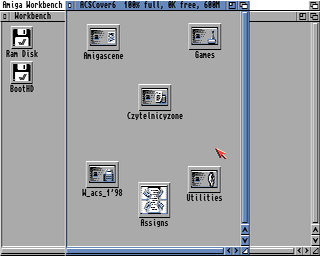 Amiga Workbench
ACSCover6 100% full, 0K free, 600M
Workbench
Ram Disk
BootHD
Amigascene
Games
Czytelnicyzone
W_acs_1'98
Utilities
Assigns